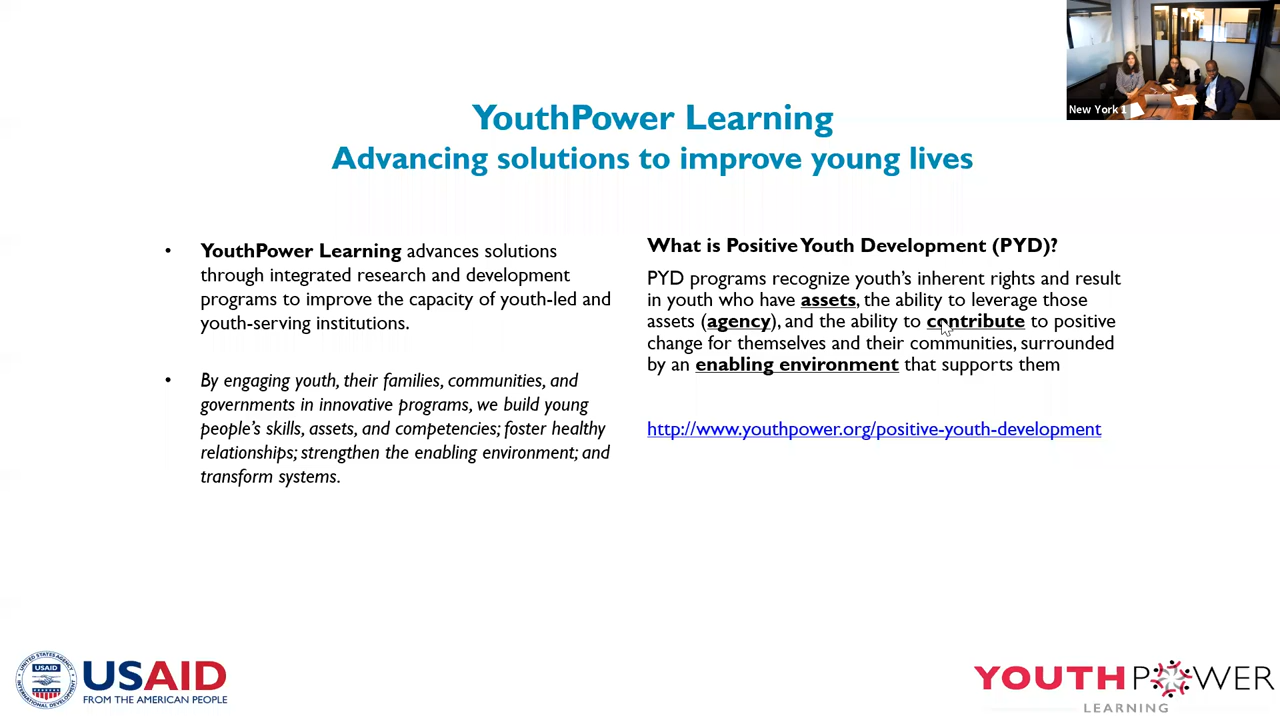 New York 1
YouthPower Learning
Advancing solutions to improve young lives
• YouthPower Learning advances solutions
through integrated research and development
programs to improve the capacity of youth-led and
youth-serving institutions.
• By engaging youth, their families, communities, and
governments in innovative programs, we build young
people's skills, assets, and competencies; foster healthy
relationships; strengthen the enabling environment; and
transform systems.
What is Positive Youth Development (PYD)?
PYD programs recognize youth's inherent rights and result
in youth who have assets, the ability to leverage those
assets (agency), and the ability to contribute to positive
change for themselves and their communities, surrounded
by an enabling environment that supports them
http://www.youthpower.org/positive-youth-development
UNITED STATES AGENCY
USAID
INTERNATIONAL DEVELOPMENT
USAID
FROM THE AMERICAN PEOPLE
YOUTHPOWER
LEARNING